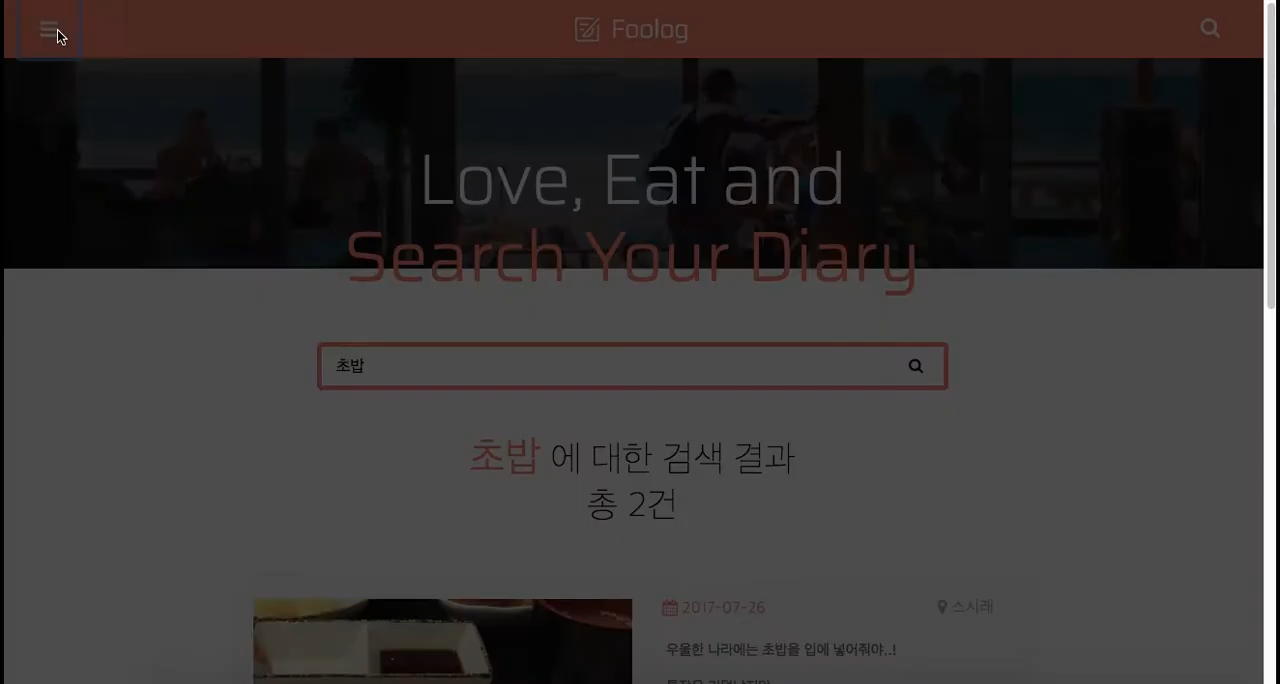 Foolog
Love, Eat and
Search Your Diary
초밥
초밥 에 대한 검색 결과
총 2건
2017-07-26
스시래
우울한 나라에는 초밥을 입에 넣어줘야..!